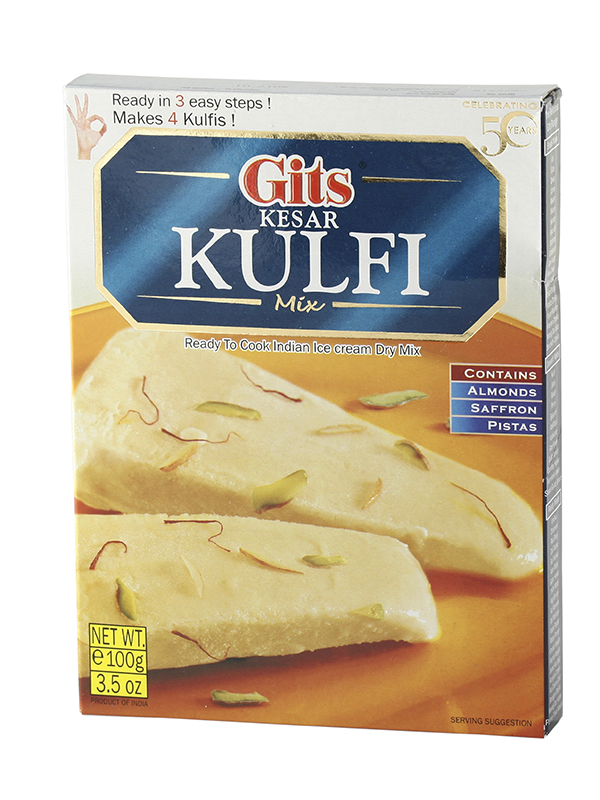 Ready in 3 easy steps !
Makes 4 Kulfis !
CELEBRATING
50 YEARS
Gits
KESAR
KULFI
Mix
Ready To Cook Indian Ice cream Dry Mix
CONTAINS
ALMONDS
SAFFRON
PISTAS
NET WT.
e100g
3.5 oz
PRODUCT OF INDIA
SERVING SUGGESTION